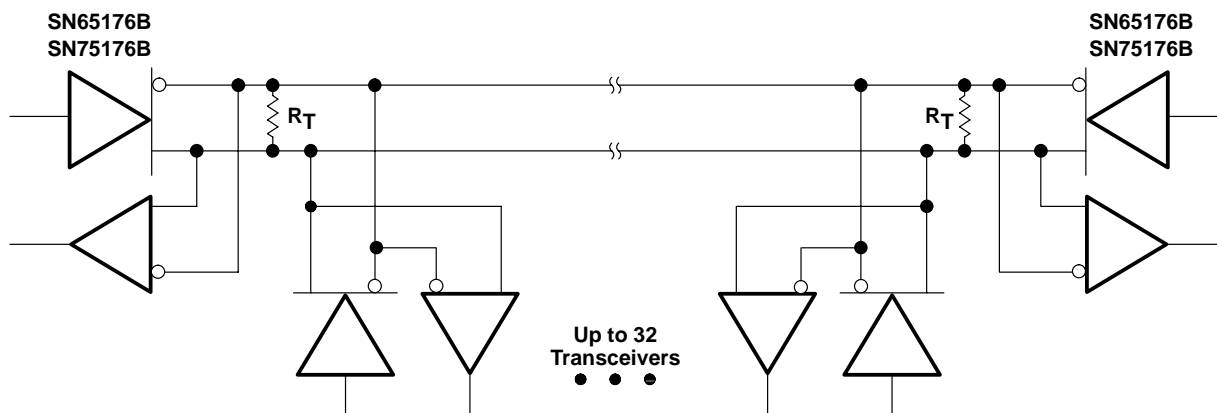 SN65176B
SN75176B
SN65176B
SN75176B
RT
RT
Up to 32
Transceivers